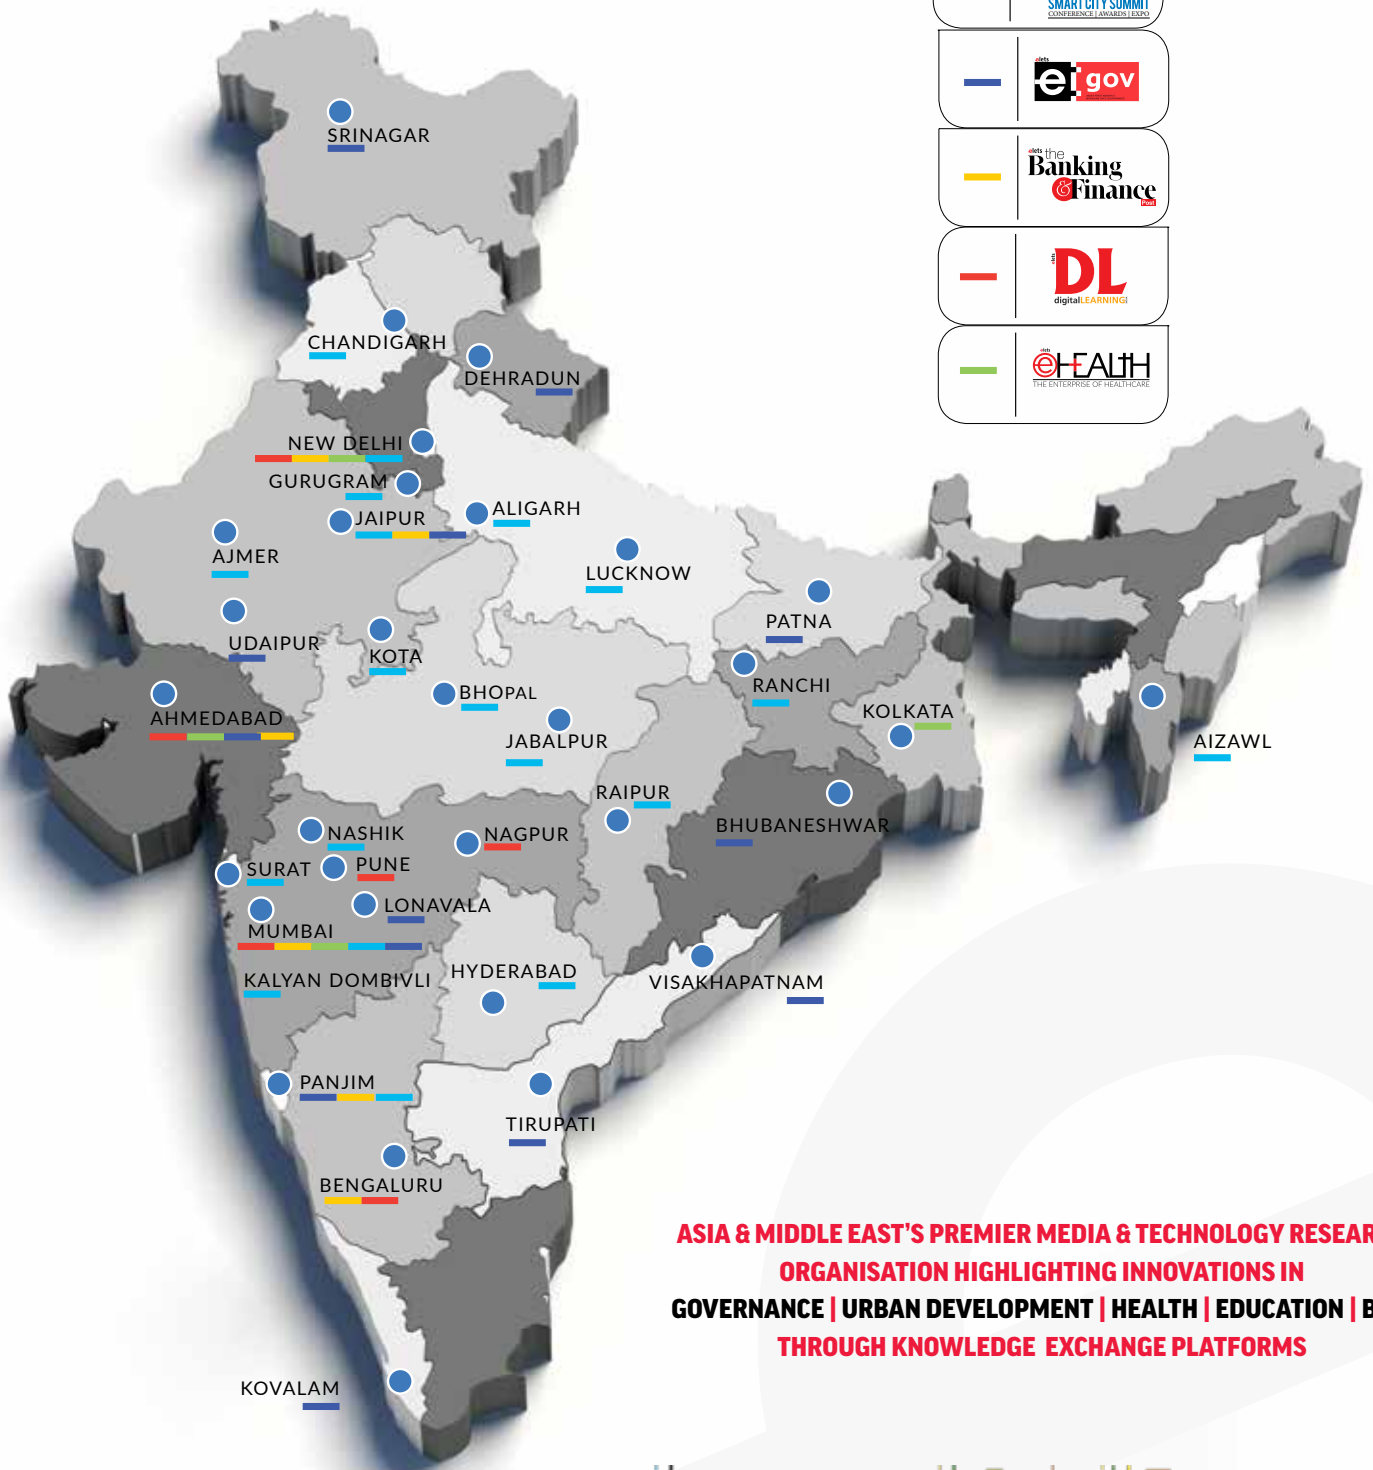 SMART CITY SUMMIT
CONFERENCE | AWARDS | EXPO
elets
e gov
elets the
Banking
& Finance
Post
elets
DL
digitalLEARNING
elets
eHEALTH
THE ENTERPRISE OF HEALTHCARE
SRINAGAR
CHANDIGARH
DEHRADUN
NEW DELHI
GURUGRAM
JAIPUR
ALIGARH
AJMER
LUCKNOW
PATNA
UDAIPUR
KOTA
RANCHI
BHOPAL
KOLKATA
AHMEDABAD
JABALPUR
AIZAWL
RAIPUR
BHUBANESHWAR
NASHIK
NAGPUR
SURAT
PUNE
LONAVALA
MUMBAI
KALYAN DOMBIVLI
HYDERABAD
VISAKHAPATNAM
PANJIM
TIRUPATI
BENGALURU
KOVALAM
ASIA & MIDDLE EAST'S PREMIER MEDIA & TECHNOLOGY RESEAR
ORGANISATION HIGHLIGHTING INNOVATIONS IN
GOVERNANCE | URBAN DEVELOPMENT | HEALTH | EDUCATION | B
THROUGH KNOWLEDGE EXCHANGE PLATFORMS